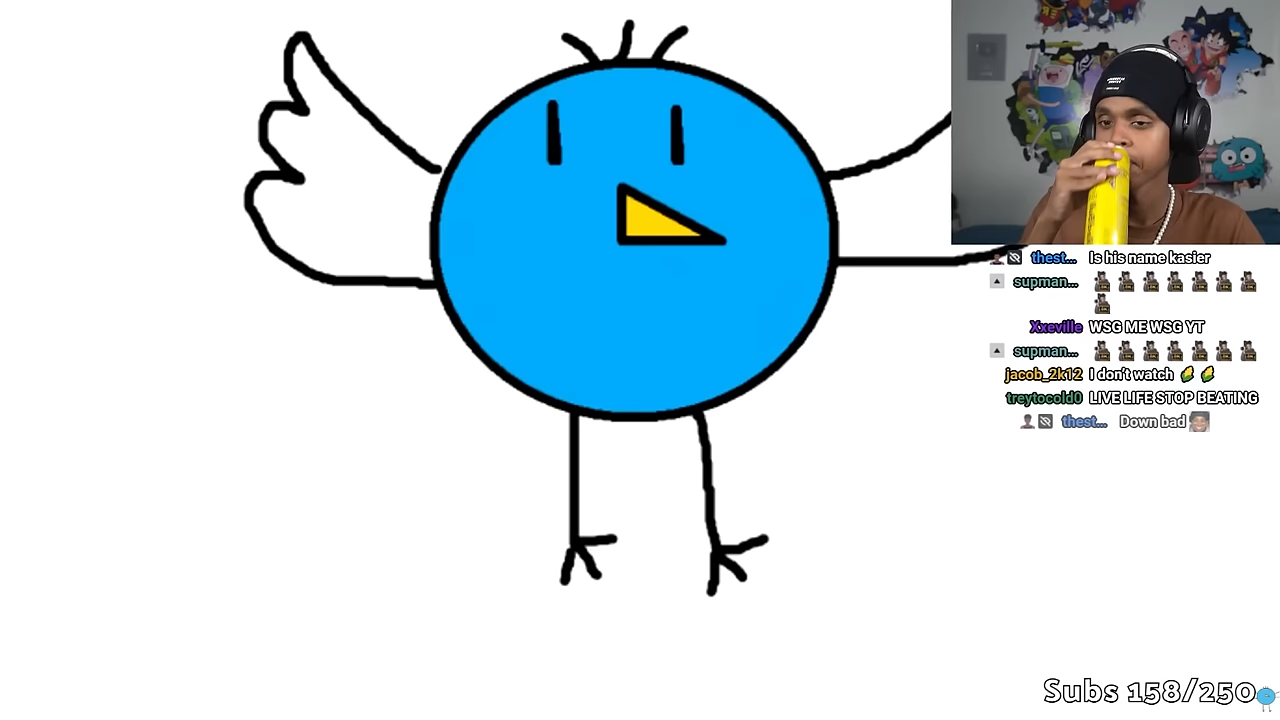 thest... Is his name kasier
supman...
Xxeville WSG ME WSG YT
supman...
jacob_2k12 I don't watch
treytocold0 LIVE LIFE STOP BEATING
thest... Down bad
Subs 158/250